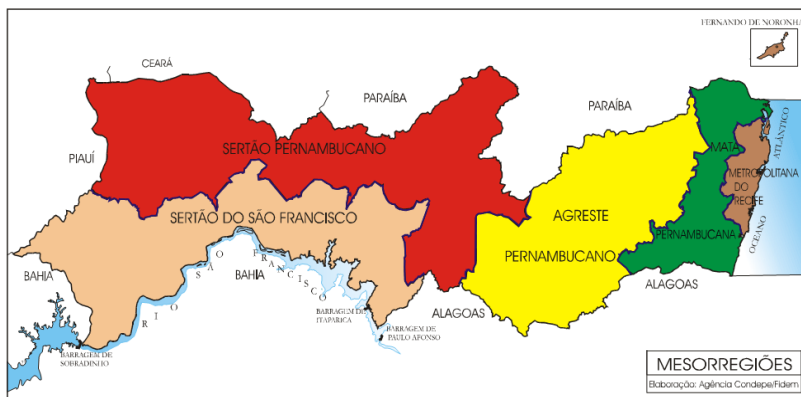 FERNANDO DE NORONHA
CEARÁ
PARAÍBA
PARAÍBA
PIAUÍ
SERTÃO PERNAMBUCANO
MATA
ATLÂNTICO
METROPOLITANA
DO
RECIFE
SERTÃO DO SÃO FRANCISCO
AGRESTE
PERNAMBUCANA
OCEANO
PERNAMBUCANO
BAHIA
BAHIA
RIO SÃO FRANCISCO
ALAGOAS
ALAGOAS
BARRAGEM DE
ITAPARICA
BARRAGEM DE
PAULO AFONSO
BARRAGEM DE
SOBRADINHO
MESORREGIÕES
Elaboração: Agência Condepe/Fidem